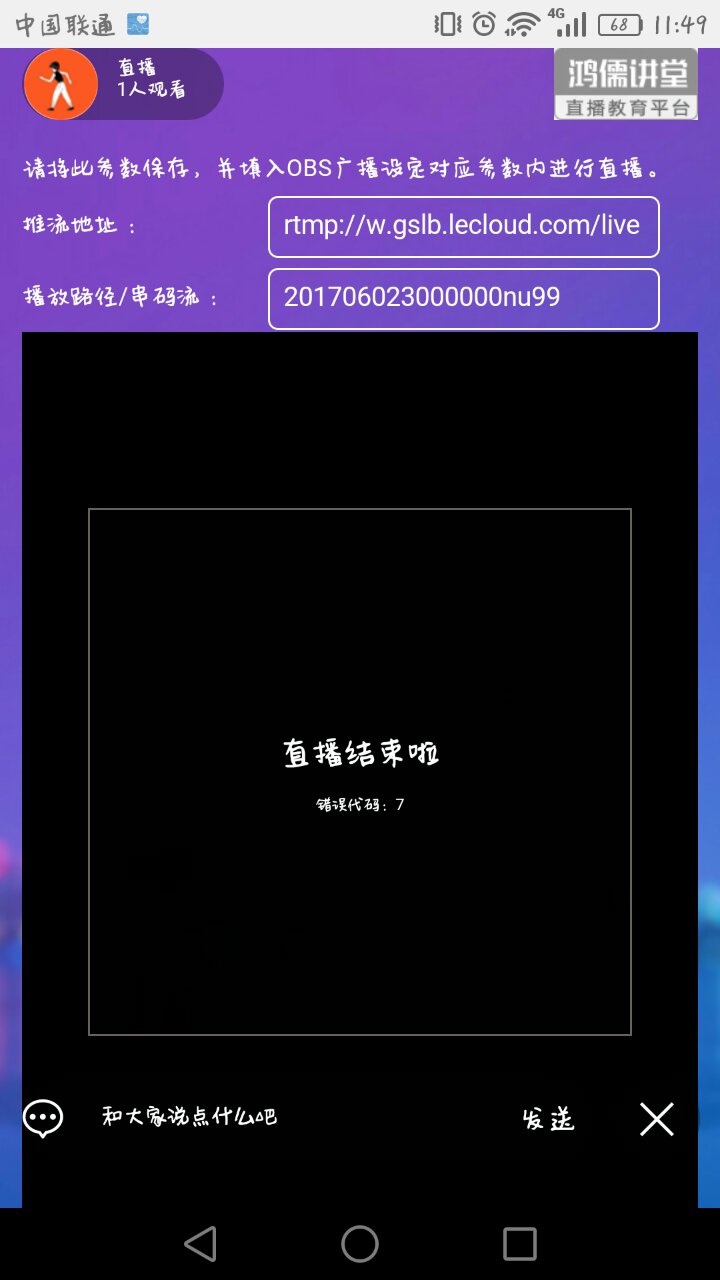 中国联通 4G 68 11:49
直播
1人观看
鸿儒讲堂
直播教育平台
请将此参数保存，并填入OBS广播设定对应参数内进行直播。
推流地址：
rtmp://w.gslb.lecloud.com/live
播放路径/串码流：
201706023000000nu99
直播结束啦
错误代码：7
和大家说点什么吧
发送